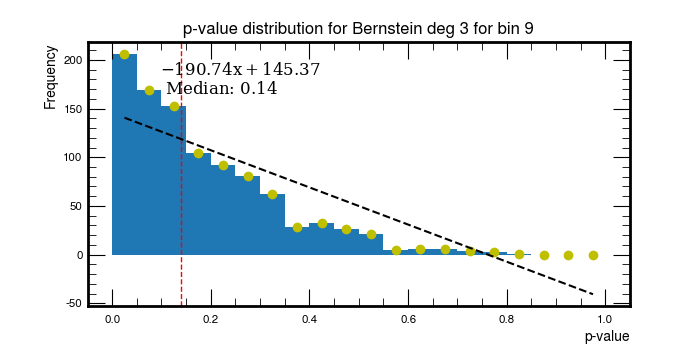 p-value distribution for Bernstein deg 3 for bin 9
Frequency
200
150
100
50
0
-50
−190.74x + 145.37
Median: 0.14
0.0 0.2 0.4 0.6 0.8 1.0
p-value